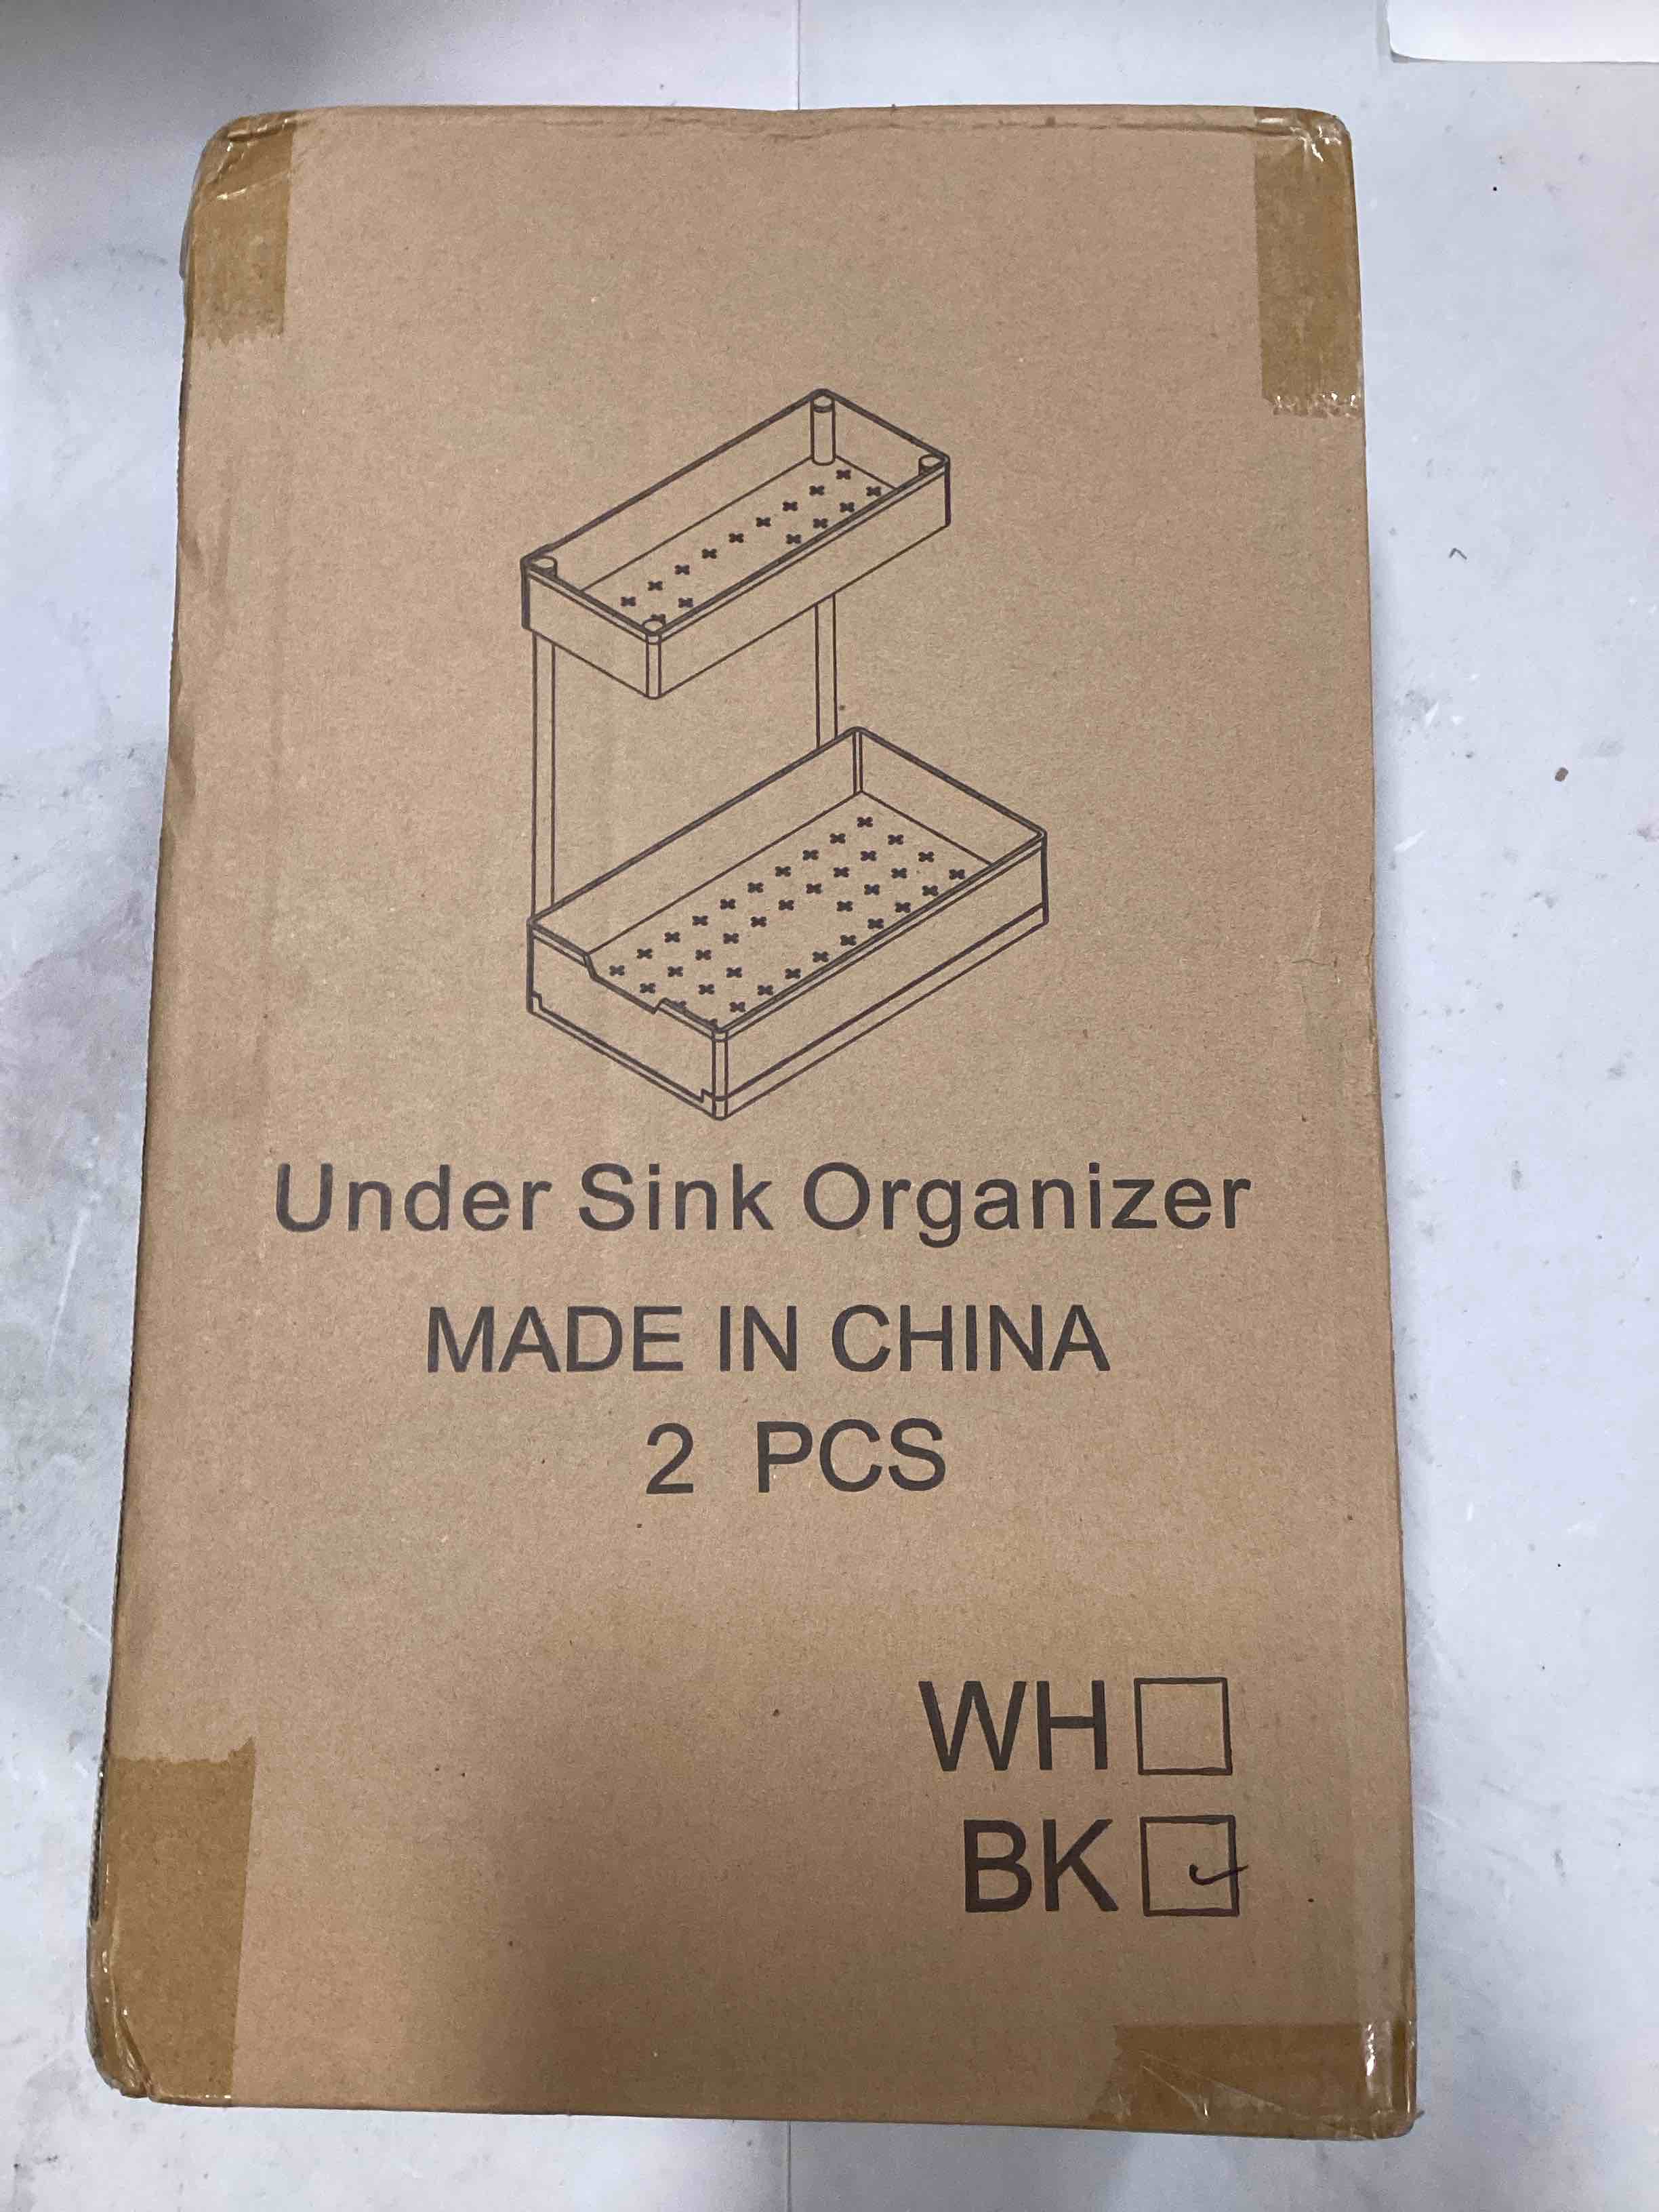 Under Sink Organizer
MADE IN CHINA
2 PCS
WH
BK